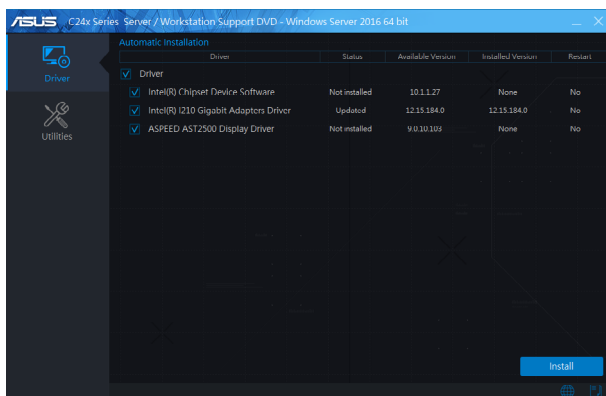 ASUS C24x Series Server/Workstation Support DVD - Windows Server 2016 64 bit
Driver
Utilities
Automatic Installation
Driver Status Available Version Installed Version Restart
Driver
Intel(R) Chipset Device Software Not installed 10.1.1.27 None No
Intel(R) I210 Gigabit Adapters Driver Updated 12.15.184.0 12.15.184.0 No
ASPEED AST2500 Display Driver Not installed 9.0.10.103 None No
Install